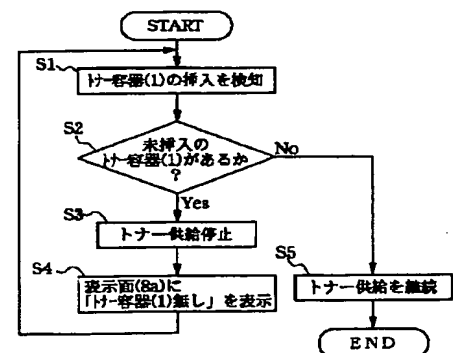 START
S1
ﾄﾅｰ容器(1)の挿入を検知
S2
未挿入の
ﾄﾅｰ容器(1)があるか
?
No
Yes
S3
トナー供給停止
S4
表示面(8a)に
「ﾄﾅｰ容器(1)無し」を表示
S5
トナー供給を継続
END